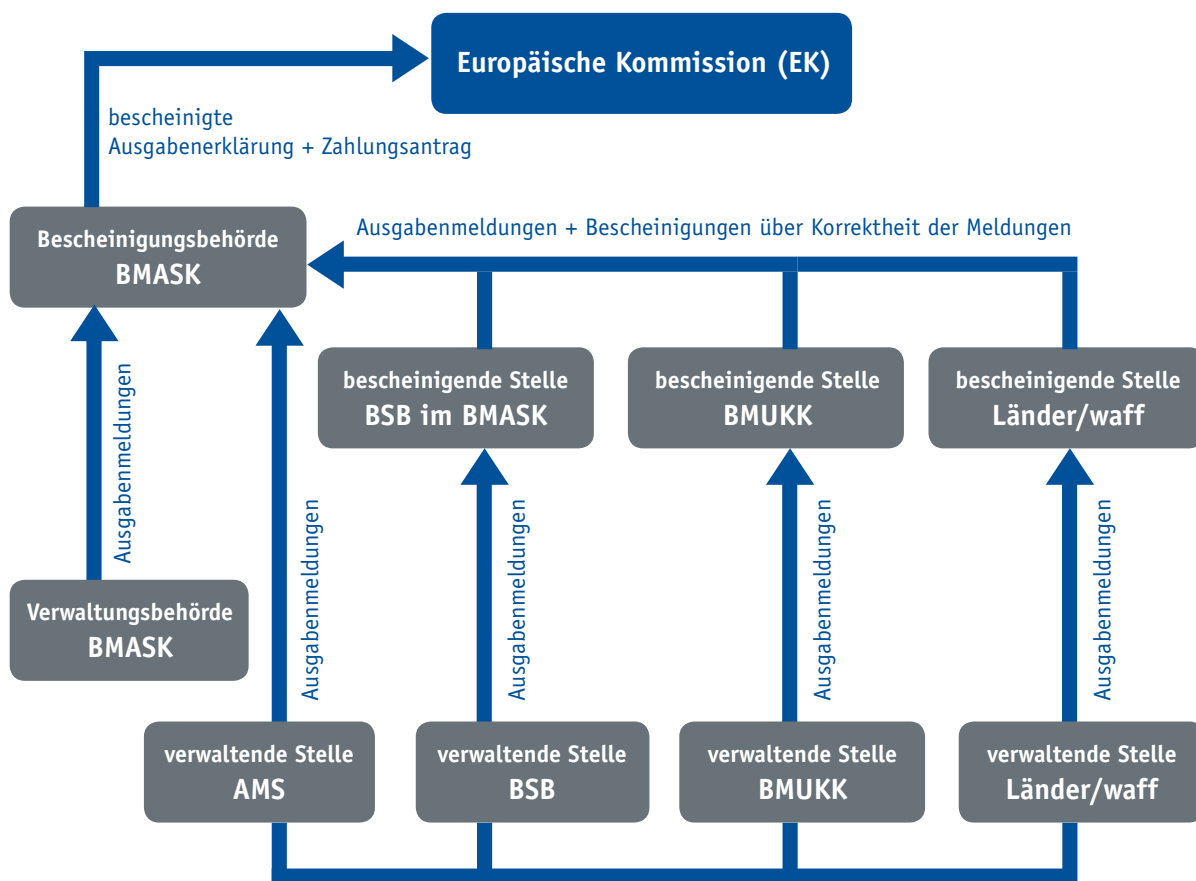 Europäische Kommission (EK)
bescheinigte
Ausgabenerklärung + Zahlungsantrag
Bescheinigungsbehörde
BMASK
Ausgabenmeldungen + Bescheinigungen über Korrektheit der Meldungen
bescheinigende Stelle
BSB im BMASK
bescheinigende Stelle
BMUKK
bescheinigende Stelle
Länder/waff
Ausgabenmeldungen
Ausgabenmeldungen
Ausgabenmeldungen
Ausgabenmeldungen
Ausgabenmeldungen
Verwaltungsbehörde
BMASK
verwaltende Stelle
AMS
verwaltende Stelle
BSB
verwaltende Stelle
BMUKK
verwaltende Stelle
Länder/waff